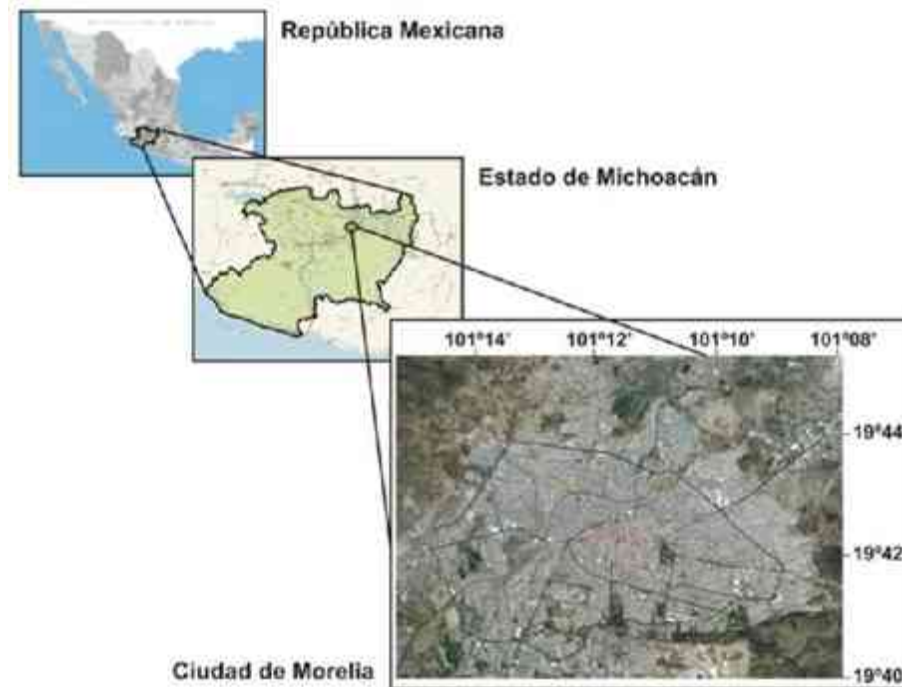 República Mexicana
Estado de Michoacán
101°14' 101°12' 101°10' 101°08'
19°44
19°42
19°40
Ciudad de Morelia